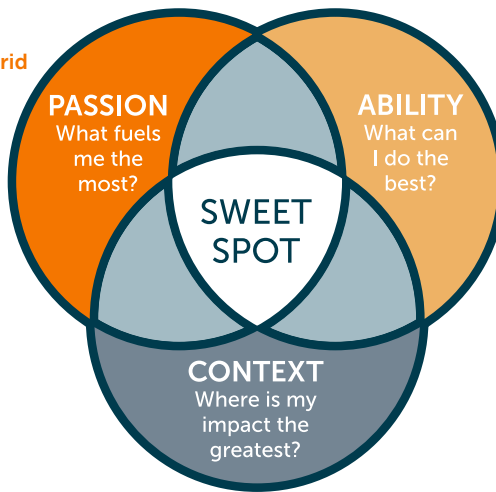 rid
PASSION
What fuels
me the
most?
ABILITY
What can
I do the
best?
SWEET
SPOT
CONTEXT
Where is my
impact the
greatest?